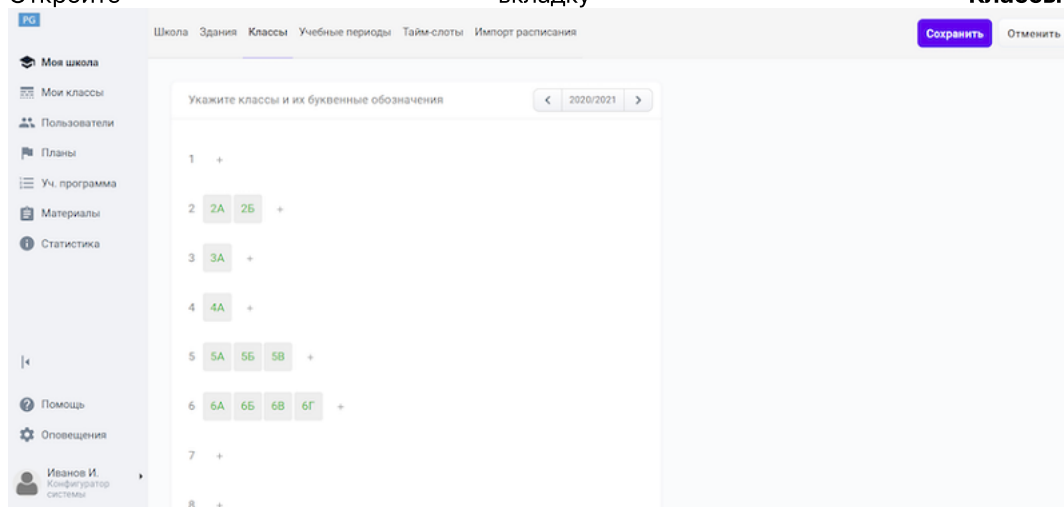 Откройте вкладку Классы
PG
Школа Здания Классы Учебные периоды Тайм-слоты Импорт расписания
Сохранить Отменить
Моя школа
Мои классы
Пользователи
Планы
Уч. программа
Материалы
Статистика
Помощь
Оповещения
Иванов И.
Конфигуратор
системы
Укажите классы и их буквенные обозначения
2020/2021
1 +
2 2А 2Б +
3 3А +
4 4А +
5 5А 5Б 5В +
6 6А 6Б 6В 6Г +
7 +
8 +